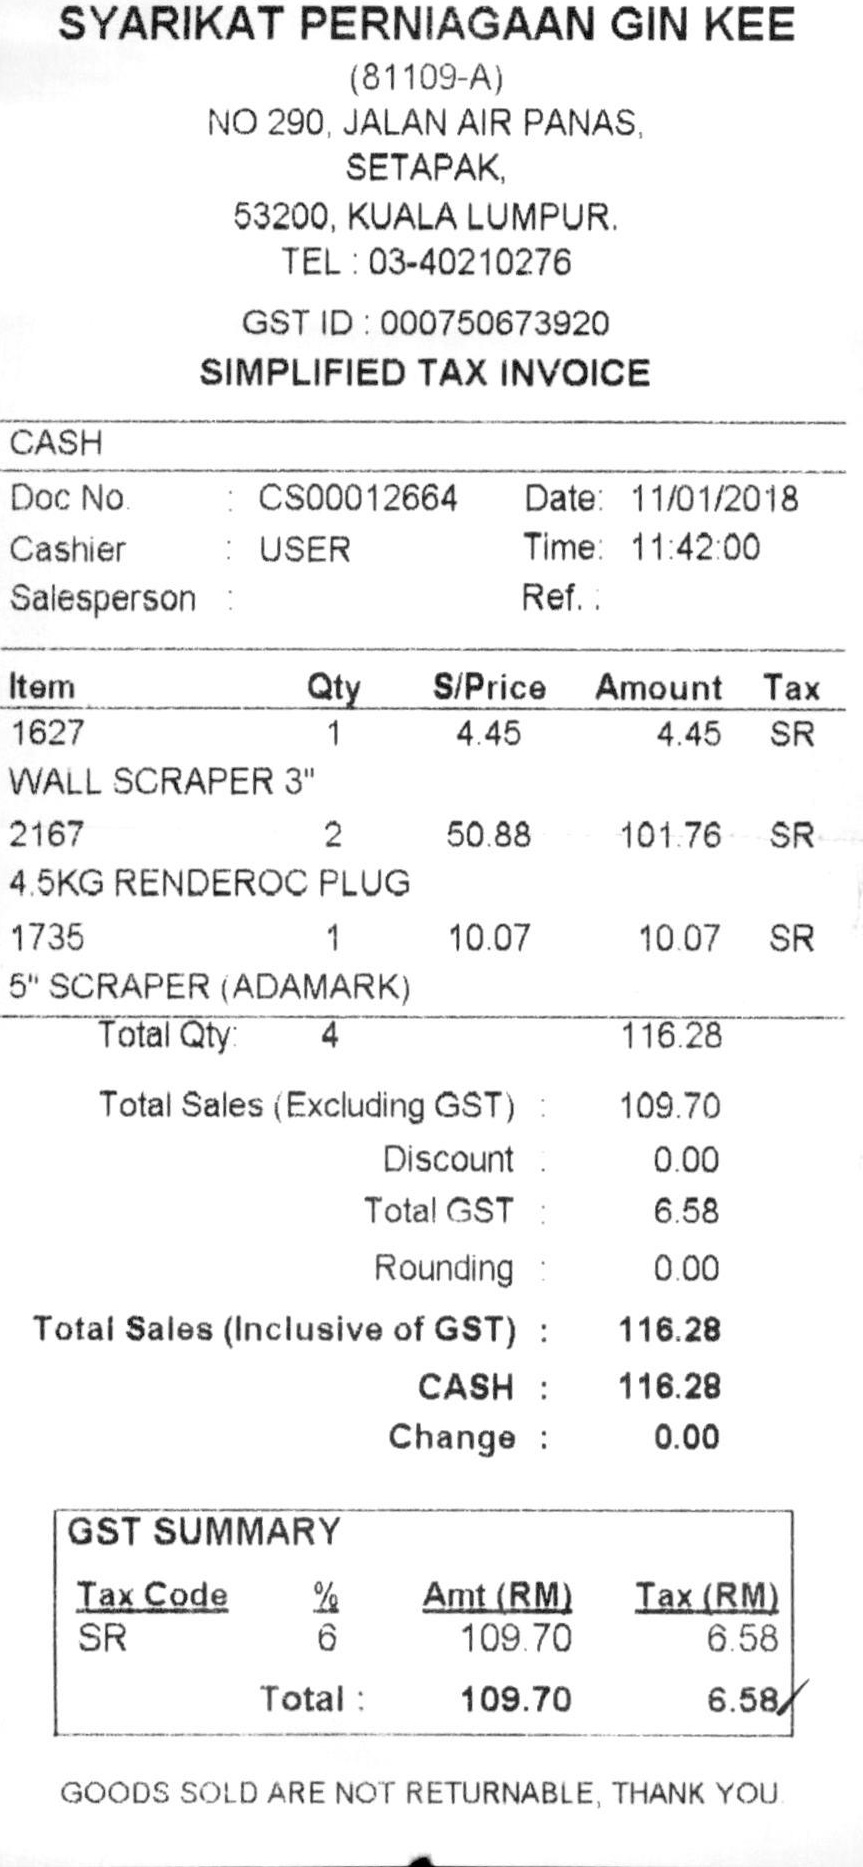 SYARIKAT PERNIAGAAN GIN KEE
(81109-A)
NO 290, JALAN AIR PANAS,
SETAPAK,
53200, KUALA LUMPUR.
TEL : 03-40210276
GST ID : 000750673920
SIMPLIFIED TAX INVOICE
CASH
Doc No. : CS00012664 Date: 11/01/2018
Cashier : USER Time: 11:42:00
Salesperson : Ref. :
Item Qty S/Price Amount Tax
1627 1 4.45 4.45 SR
WALL SCRAPER 3"
2167 2 50.88 101.76 SR
4.5KG RENDEROC PLUG
1735 1 10.07 10.07 SR
5" SCRAPER (ADAMARK)
Total Qty: 4 116.28
Total Sales (Excluding GST) : 109.70
Discount : 0.00
Total GST : 6.58
Rounding : 0.00
Total Sales (Inclusive of GST) : 116.28
CASH : 116.28
Change : 0.00
GST SUMMARY
Tax Code % Amt (RM) Tax (RM)
SR 6 109.70 6.58
Total : 109.70 6.58
GOODS SOLD ARE NOT RETURNABLE, THANK YOU.